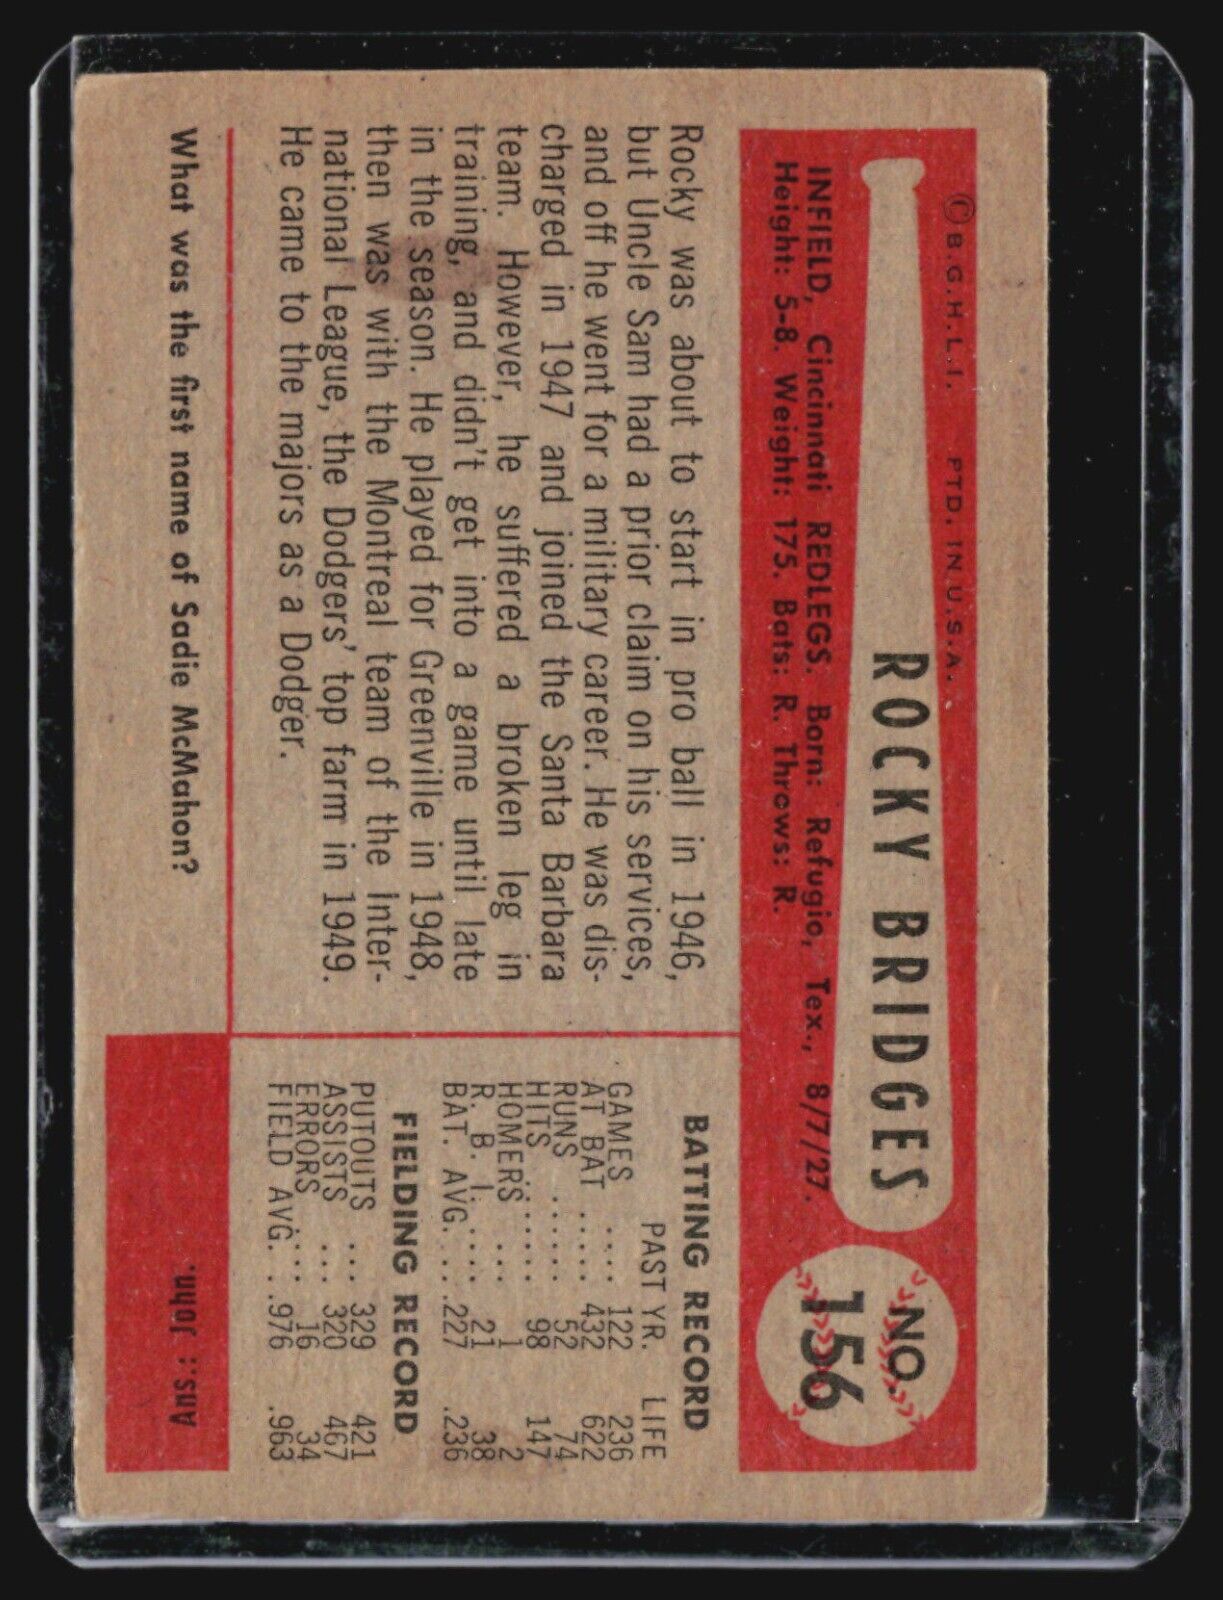 © B.G.H.L.I. PTD. IN U.S.A.
ROCKY BRIDGES
NO.
156
INFIELD, Cincinnati REDLEGS. Born: Refugio, Tex., 8/7/27.
Height: 5-8. Weight: 175. Bats: R. Throws: R.
Rocky was about to start in pro ball in 1946,
but Uncle Sam had a prior claim on his services,
and off he went for a military career. He was dis-
charged in 1947 and joined the Santa Barbara
team. However, he suffered a broken leg in
training, and didn't get into a game until late
in the season. He played for Greenville in 1948,
then was with the Montreal team of the Inter-
national League, the Dodgers' top farm in 1949.
He came to the majors as a Dodger.
BATTING RECORD
PAST YR. LIFE
GAMES .... 122 236
AT BAT ..... 432 622
RUNS ...... 52 74
HITS ....... 98 147
HOMERS ... 1 2
R. B. I. .... 21 38
BAT. AVG. .. .227 .236
FIELDING RECORD
PUTOUTS ... 329 421
ASSISTS ... 320 467
ERRORS ... 16 34
FIELD AVG. .. .976 .963
What was the first name of Sadie McMahon?
Ans.: John.